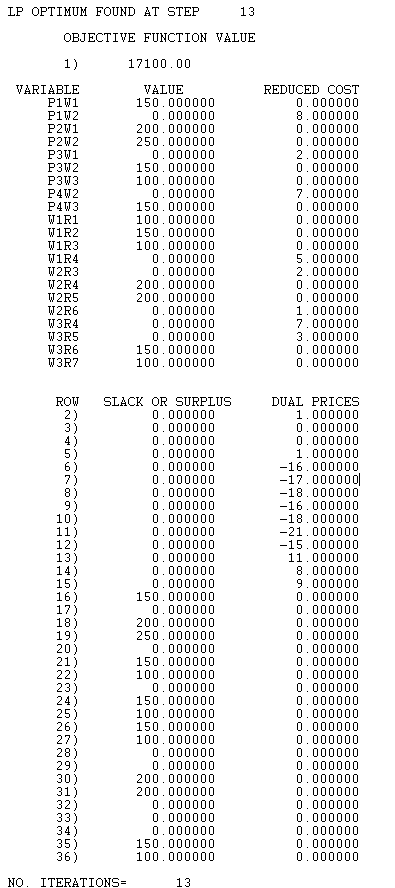 LP OPTIMUM FOUND AT STEP     13
OBJECTIVE FUNCTION VALUE
1)      17100.00
VARIABLE        VALUE          REDUCED COST
P1W1       150.000000          0.000000
P1W2         0.000000          8.000000
P2W1       200.000000          0.000000
P2W2       250.000000          0.000000
P3W1         0.000000          2.000000
P3W2       150.000000          0.000000
P3W3       100.000000          0.000000
P4W2         0.000000          7.000000
P4W3       150.000000          0.000000
W1R1       100.000000          0.000000
W1R2       150.000000          0.000000
W1R3       100.000000          0.000000
W1R4         0.000000          5.000000
W2R3         0.000000          2.000000
W2R4       200.000000          0.000000
W2R5       200.000000          0.000000
W2R6         0.000000          1.000000
W3R4         0.000000          7.000000
W3R5         0.000000          3.000000
W3R6       150.000000          0.000000
W3R7       100.000000          0.000000
ROW   SLACK OR SURPLUS     DUAL PRICES
2)         0.000000          1.000000
3)         0.000000          0.000000
4)         0.000000          0.000000
5)         0.000000          1.000000
6)         0.000000        -16.000000
7)         0.000000        -17.000000
8)         0.000000        -18.000000
9)         0.000000        -16.000000
10)         0.000000        -18.000000
11)         0.000000        -21.000000
12)         0.000000        -15.000000
13)         0.000000         11.000000
14)         0.000000          8.000000
15)         0.000000          9.000000
16)       150.000000          0.000000
17)         0.000000          0.000000
18)       200.000000          0.000000
19)       250.000000          0.000000
20)         0.000000          0.000000
21)       150.000000          0.000000
22)       100.000000          0.000000
23)         0.000000          0.000000
24)       150.000000          0.000000
25)       100.000000          0.000000
26)       150.000000          0.000000
27)       100.000000          0.000000
28)         0.000000          0.000000
29)         0.000000          0.000000
30)       200.000000          0.000000
31)       200.000000          0.000000
32)         0.000000          0.000000
33)         0.000000          0.000000
34)         0.000000          0.000000
35)       150.000000          0.000000
36)       100.000000          0.000000
NO. ITERATIONS=      13